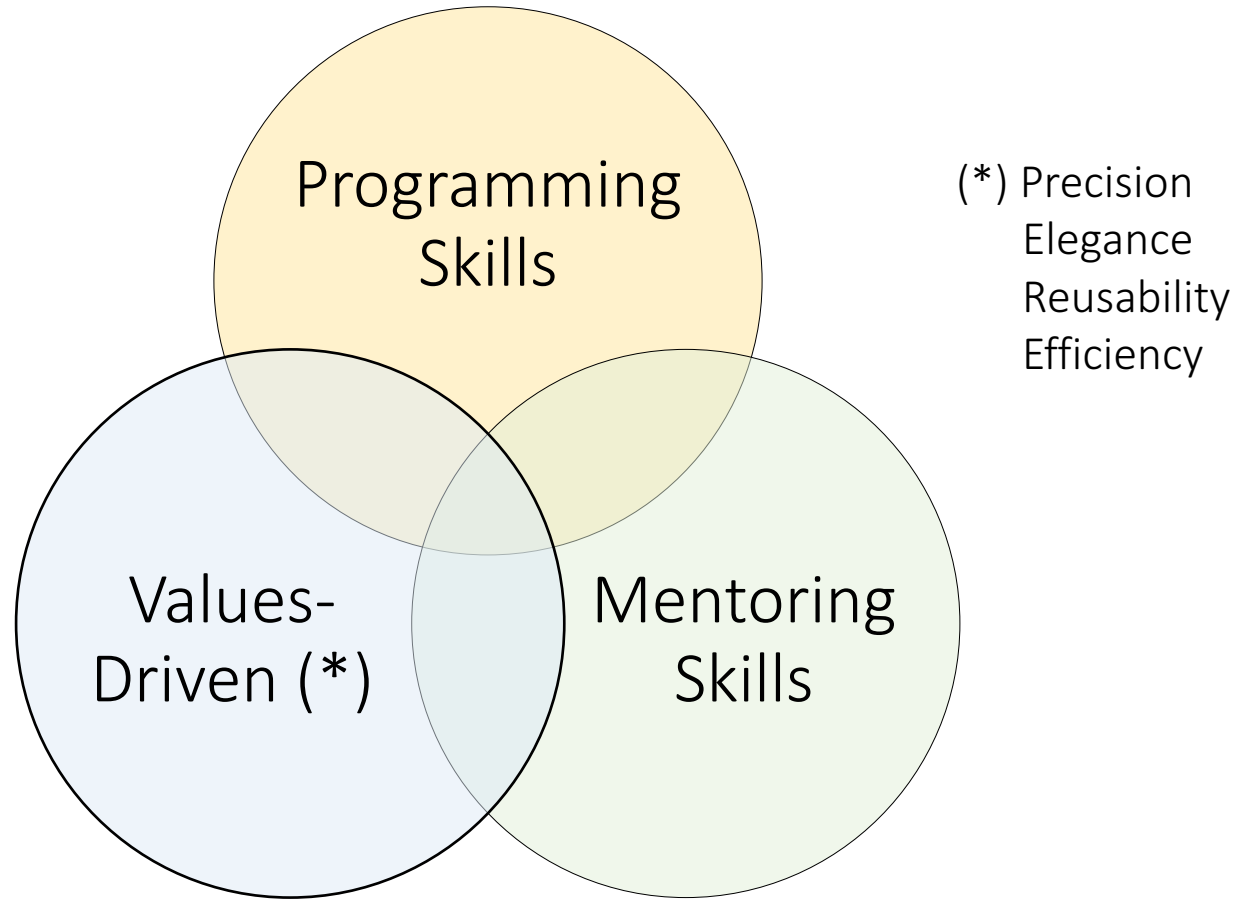 Programming
Skills
(*) Precision
Elegance
Reusability
Efficiency
Values-
Driven (*)
Mentoring
Skills